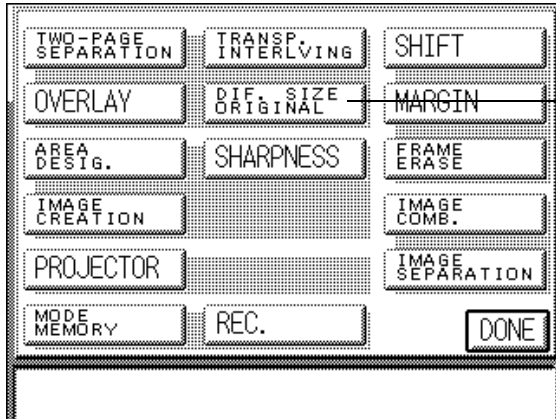 TWO-PAGE
SEPARATION
TRANSP.
INTERLVING
SHIFT
OVERLAY
DIF. SIZE
ORIGINAL
MARGIN
AREA
DESIG.
SHARPNESS
FRAME
ERASE
IMAGE
CREATION
IMAGE
COMB.
PROJECTOR
IMAGE
SEPARATION
MODE
MEMORY
REC.
DONE